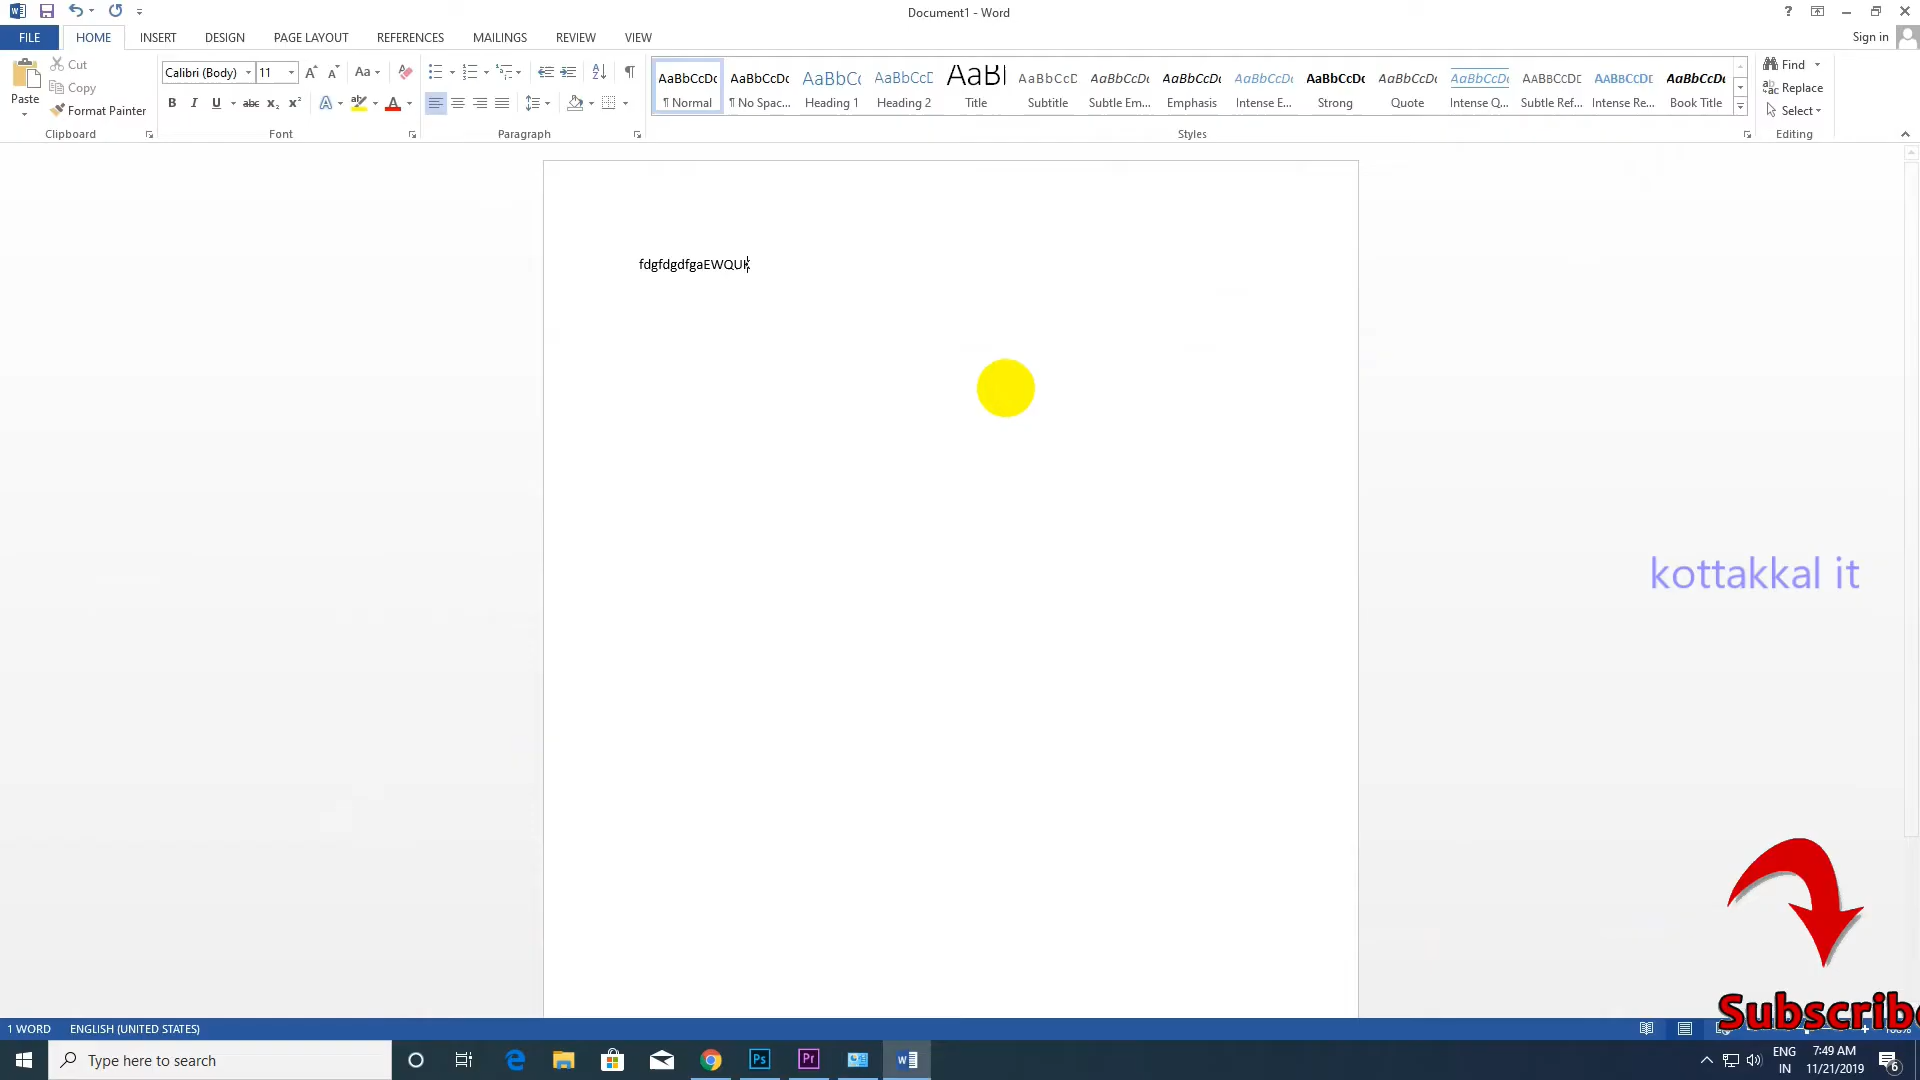 Document1 - Word
FILE HOME INSERT DESIGN PAGE LAYOUT REFERENCES MAILINGS REVIEW VIEW
Sign in
Paste
Cut
Copy
Format Painter
Clipboard
Calibri (Body) 11
Font
Paragraph
AaBbCcDc AaBbCcDc AaBbCc AaBbCcD AaBl AaBbCcD AaBbCcDc AaBbCcDc AaBbCcDc AaBbCcDc AaBbCcDc AaBbCcDc AABBCCDE AABBCCDE AaBbCcDc
¶ Normal ¶ No Spac... Heading 1 Heading 2 Title Subtitle Subtle Em... Emphasis Intense E... Strong Quote Intense Q... Subtle Ref... Intense Re... Book Title
Styles
Find
Replace
Select
Editing
fdgfdgdfgaEWQUK
kottakkal it
Subscribe
1 WORD ENGLISH (UNITED STATES)
Type here to search
ENG
IN
7:49 AM
11/21/2019
6